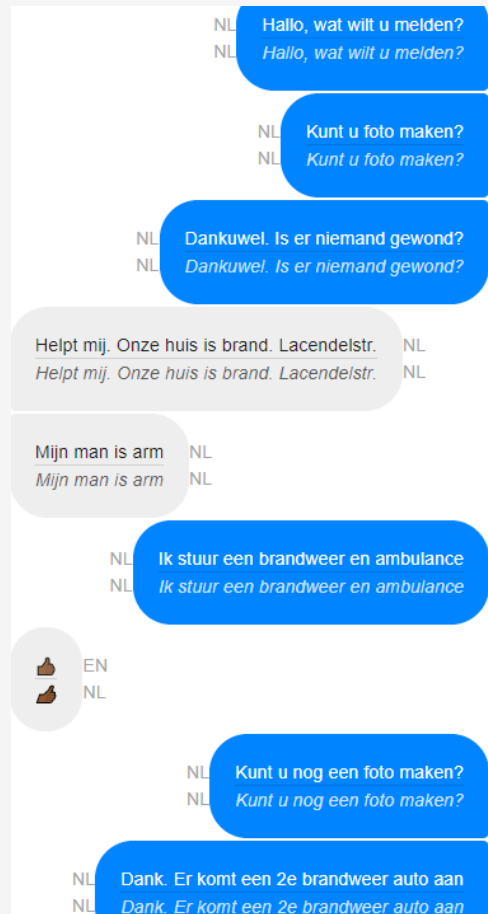 NL Hallo, wat wilt u melden?
NL Hallo, wat wilt u melden?
NL Kunt u foto maken?
NL Kunt u foto maken?
NL Dankuwel. Is er niemand gewond?
NL Dankuwel. Is er niemand gewond?
Helpt mij. Onze huis is brand. Lacendelstr. NL
Helpt mij. Onze huis is brand. Lacendelstr. NL
Mijn man is arm NL
Mijn man is arm NL
NL Ik stuur een brandweer en ambulance
NL Ik stuur een brandweer en ambulance
👍🏾 EN
👍🏾 NL
NL Kunt u nog een foto maken?
NL Kunt u nog een foto maken?
NL Dank. Er komt een 2e brandweer auto aan
NL Dank. Er komt een 2e brandweer auto aan